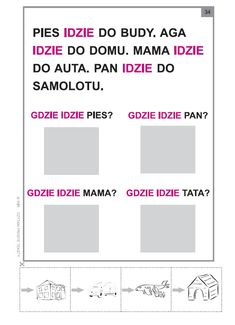 34
PIES IDZIE DO BUDY. AGA
IDZIE DO DOMU. MAMA IDZIE
DO AUTA. PAN IDZIE DO
SAMOLOTU.
GDZIE IDZIE PIES?
GDZIE IDZIE PAN?
GDZIE IDZIE MAMA?
GDZIE IDZIE TATA?